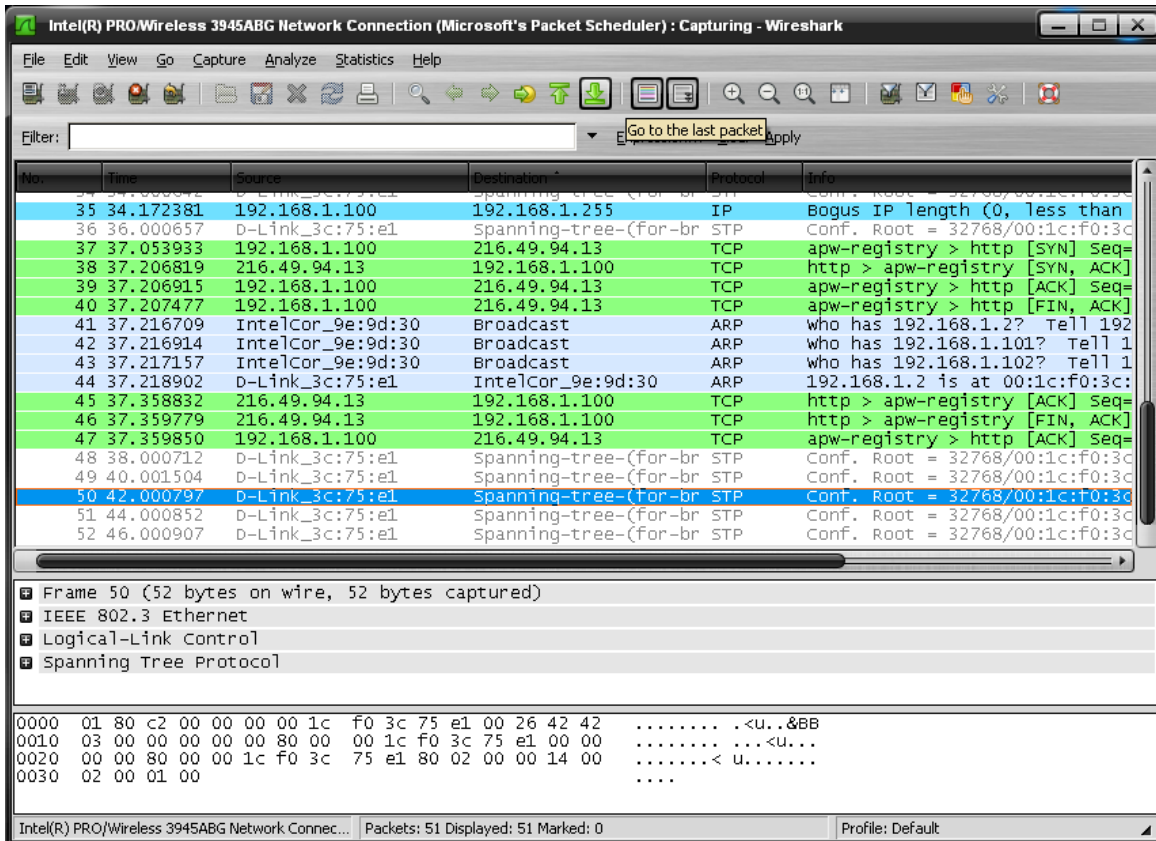 Intel(R) PRO/Wireless 3945ABG Network Connection (Microsoft's Packet Scheduler) : Capturing - Wireshark
File Edit View Go Capture Analyze Statistics Help
Filter: Go to the last packet Apply
No. Time Source Destination Protocol Info
35 34.172381 192.168.1.100 192.168.1.255 IP Bogus IP length (0, less than
36 36.000657 D-Link_3c:75:e1 Spanning-tree-(for-br STP Conf. Root = 32768/00:1c:f0:3c
37 37.053933 192.168.1.100 216.49.94.13 TCP apw-registry > http [SYN] Seq=
38 37.206819 216.49.94.13 192.168.1.100 TCP http > apw-registry [SYN, ACK]
39 37.206915 192.168.1.100 216.49.94.13 TCP apw-registry > http [ACK] Seq=
40 37.207477 192.168.1.100 216.49.94.13 TCP apw-registry > http [FIN, ACK]
41 37.216709 IntelCor_9e:9d:30 Broadcast ARP who has 192.168.1.2? Tell 192
42 37.216914 IntelCor_9e:9d:30 Broadcast ARP who has 192.168.1.101? Tell 1
43 37.217157 IntelCor_9e:9d:30 Broadcast ARP who has 192.168.1.102? Tell 1
44 37.218902 D-Link_3c:75:e1 IntelCor_9e:9d:30 ARP 192.168.1.2 is at 00:1c:f0:3c:
45 37.358832 216.49.94.13 192.168.1.100 TCP http > apw-registry [ACK] Seq=
46 37.359779 216.49.94.13 192.168.1.100 TCP http > apw-registry [FIN, ACK]
47 37.359850 192.168.1.100 216.49.94.13 TCP apw-registry > http [ACK] Seq=
48 38.000712 D-Link_3c:75:e1 Spanning-tree-(for-br STP Conf. Root = 32768/00:1c:f0:3c
49 40.001504 D-Link_3c:75:e1 Spanning-tree-(for-br STP Conf. Root = 32768/00:1c:f0:3c
50 42.000797 D-Link_3c:75:e1 Spanning-tree-(for-br STP Conf. Root = 32768/00:1c:f0:3c
51 44.000852 D-Link_3c:75:e1 Spanning-tree-(for-br STP Conf. Root = 32768/00:1c:f0:3c
52 46.000907 D-Link_3c:75:e1 Spanning-tree-(for-br STP Conf. Root = 32768/00:1c:f0:3c
Frame 50 (52 bytes on wire, 52 bytes captured)
IEEE 802.3 Ethernet
Logical-Link Control
Spanning Tree Protocol
0000 01 80 c2 00 00 00 00 1c f0 3c 75 e1 00 26 42 42 ........ .<u..&BB
0010 03 00 00 00 00 00 80 00 00 1c f0 3c 75 e1 00 00 ........ ...<u...
0020 00 00 80 00 00 1c f0 3c 75 e1 80 02 00 00 14 00 .......< u.......
0030 02 00 01 00 ....
Intel(R) PRO/Wireless 3945ABG Network Connec... Packets: 51 Displayed: 51 Marked: 0 Profile: Default